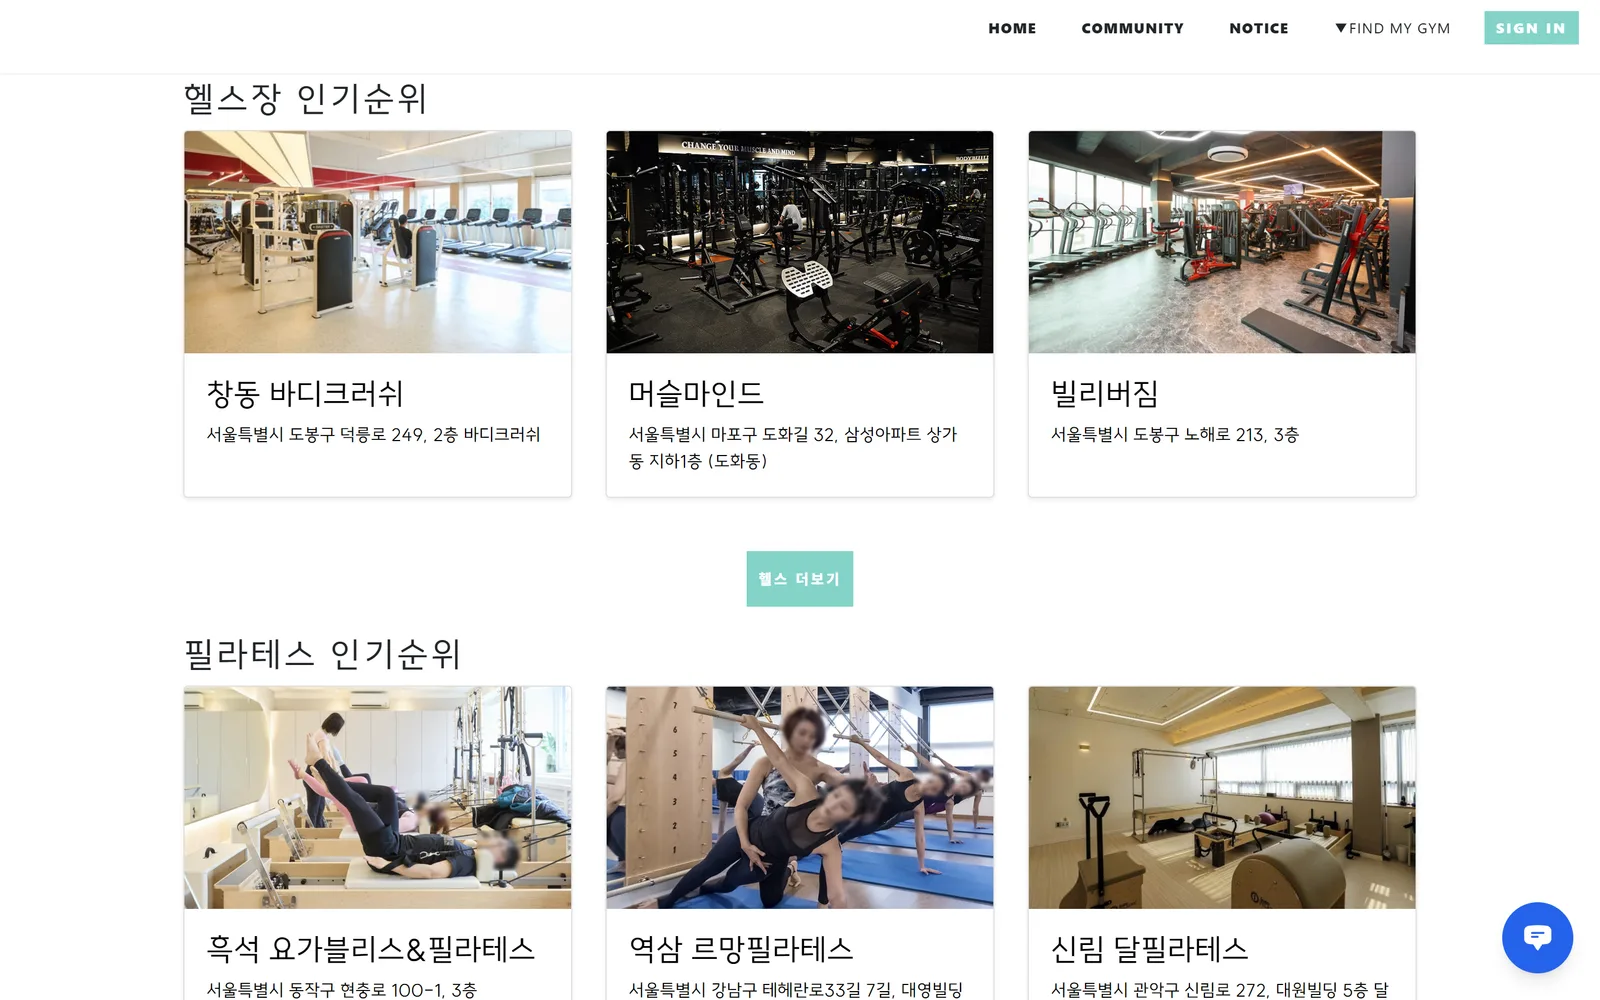 HOME COMMUNITY NOTICE ▼FIND MY GYM SIGN IN
헬스장 인기순위
CHANGE YOUR MUSCLE AND MIND
창동 바디크러쉬
서울특별시 도봉구 덕릉로 249, 2층 바디크러쉬
머슬마인드
서울특별시 마포구 도화길 32, 삼성아파트 상가
동 지하1층 (도화동)
빌리버짐
서울특별시 도봉구 노해로 213, 3층
헬스 더보기
필라테스 인기순위
7
6
5
4
3
2
1
흑석 요가블리스&필라테스
서울특별시 동작구 현충로 100-1, 3층
역삼 르망필라테스
서울특별시 강남구 테헤란로33길 7길, 대영빌딩
신림 달필라테스
서울특별시 관악구 신림로 272, 대원빌딩 5층 달